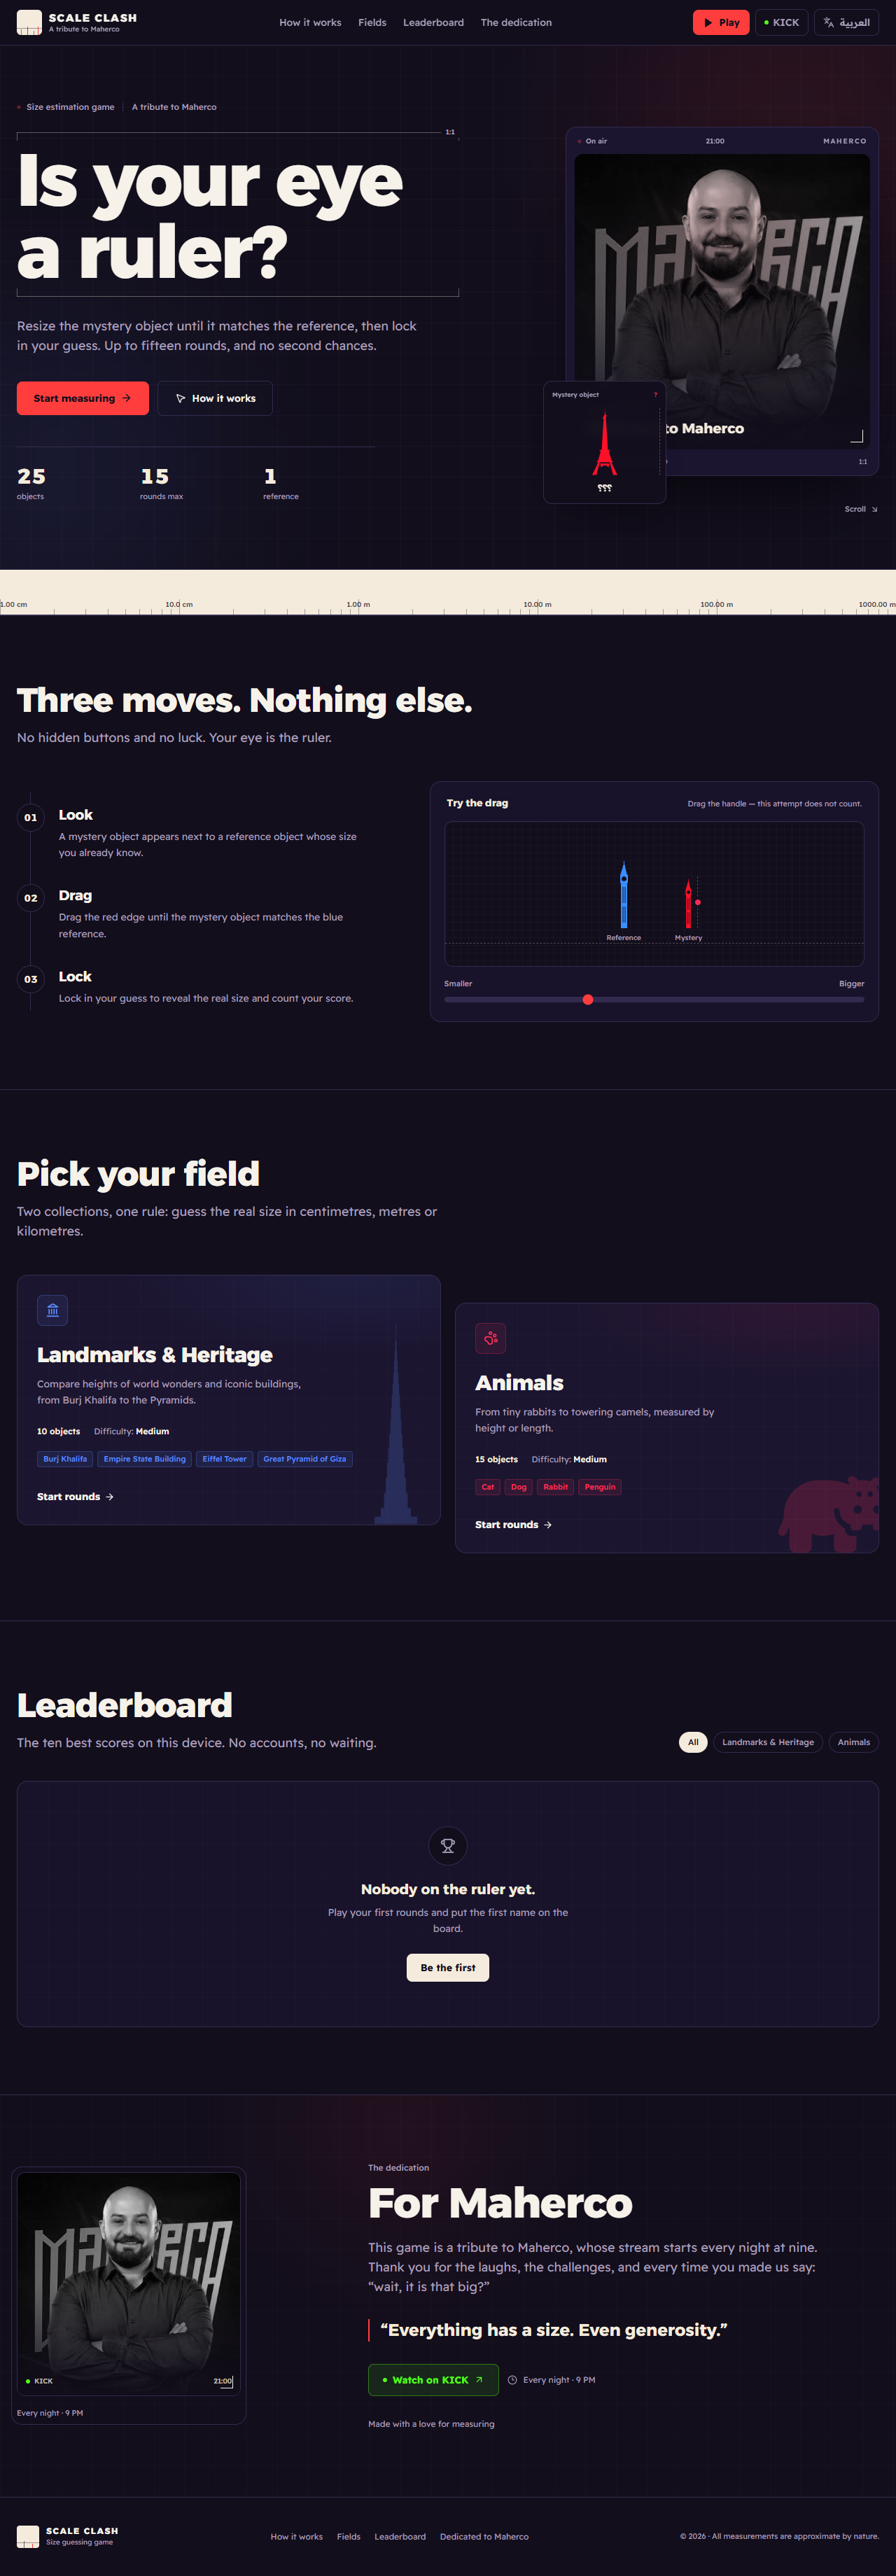 SCALE CLASH
A tribute to Maherco
How it works
Fields
Leaderboard
The dedication
Play
KICK
العربية
Size estimation game
A tribute to Maherco
1:1
Is your eye
a ruler?
Resize the mystery object until it matches the reference, then lock
in your guess. Up to fifteen rounds, and no second chances.
Start measuring
How it works
25
objects
15
rounds max
1
reference
On air
21:00
MAHERCO
to Maherco
Mystery object
?
؟؟؟
1:1
Scroll
1.00 cm
10.0 cm
1.00 m
10.00 m
100.00 m
1000.00 m
Three moves. Nothing else.
No hidden buttons and no luck. Your eye is the ruler.
01
Look
A mystery object appears next to a reference object whose size
you already know.
02
Drag
Drag the red edge until the mystery object matches the blue
reference.
03
Lock
Lock in your guess to reveal the real size and count your score.
Try the drag
Drag the handle — this attempt does not count.
Reference
Mystery
Smaller
Bigger
Pick your field
Two collections, one rule: guess the real size in centimetres, metres or
kilometres.
Landmarks & Heritage
Compare heights of world wonders and iconic buildings,
from Burj Khalifa to the Pyramids.
10 objects
Difficulty: Medium
Burj Khalifa
Empire State Building
Eiffel Tower
Great Pyramid of Giza
Start rounds
Animals
From tiny rabbits to towering camels, measured by
height or length.
15 objects
Difficulty: Medium
Cat
Dog
Rabbit
Penguin
Start rounds
Leaderboard
The ten best scores on this device. No accounts, no waiting.
All
Landmarks & Heritage
Animals
Nobody on the ruler yet.
Play your first rounds and put the first name on the
board.
Be the first
KICK
21:00
Every night · 9 PM
The dedication
For Maherco
This game is a tribute to Maherco, whose stream starts every night at nine.
Thank you for the laughs, the challenges, and every time you made us say:
“wait, it is that big?”
“Everything has a size. Even generosity.”
Watch on KICK
Every night · 9 PM
Made with a love for measuring
SCALE CLASH
Size guessing game
How it works
Fields
Leaderboard
Dedicated to Maherco
© 2026 · All measurements are approximate by nature.